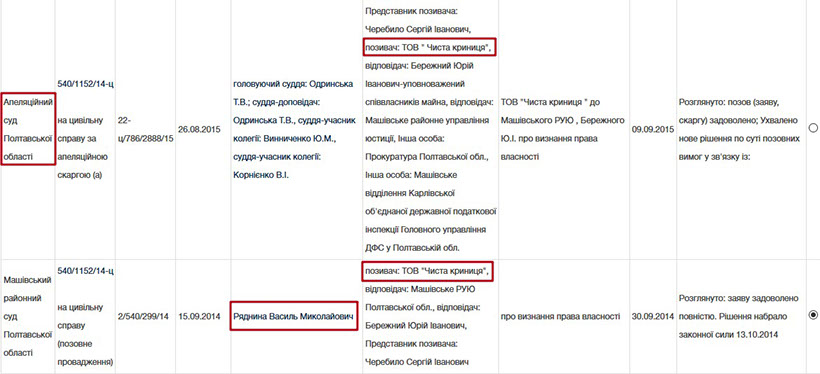 Апеляційний
суд
Полтавської
області
540/1152/14-ц
на цивільну
справу за
апеляційною
скаргою (а)
22-
ц/786/2888/15
26.08.2015
головуючий суддя: Одринська
Т.В.; суддя-доповідач:
Одринська Т.В., суддя-учасник
колегії: Винниченко Ю.М.,
суддя-учасник колегії:
Корнієнко В.І.
Представник позивача:
Черебило Сергій Іванович,
позивач: ТОВ " Чиста криниця",
відповідач: Бережний Юрій
Іванович-уповноважений
співвласників майна, відповідач:
Машівське районне управління
юстиції, Інша особа:
Прокуратура Полтавської обл.,
Інша особа: Машівське
відділення Карлівської
об'єднаної державної податкової
інспекції Головного управління
ДФС у Полтавській обл.
ТОВ "Чиста криниця " до
Машівського РУЮ , Бережного
Ю.І. про визнання права
власності
09.09.2015
Розглянуто: позов (заяву,
скаргу) задоволено; Ухвалено
нове рішення по суті позовних
вимог у зв'язку із:
Машівський
районний
суд
Полтавської
області
540/1152/14-ц
на цивільну
справу
(позовне
провадження)
2/540/299/14
15.09.2014
Ряднина Василь Миколайович
позивач: ТОВ "Чиста криниця",
відповідач: Машівське РУЮ
Полтавської обл., відповідач:
Бережний Юрій Іванович,
Представник позивача:
Черебило Сергій Іванович
про визнання права власності
30.09.2014
Розглянуто: заяву задоволено
повністю. Рішення набрало
законної сили 13.10.2014